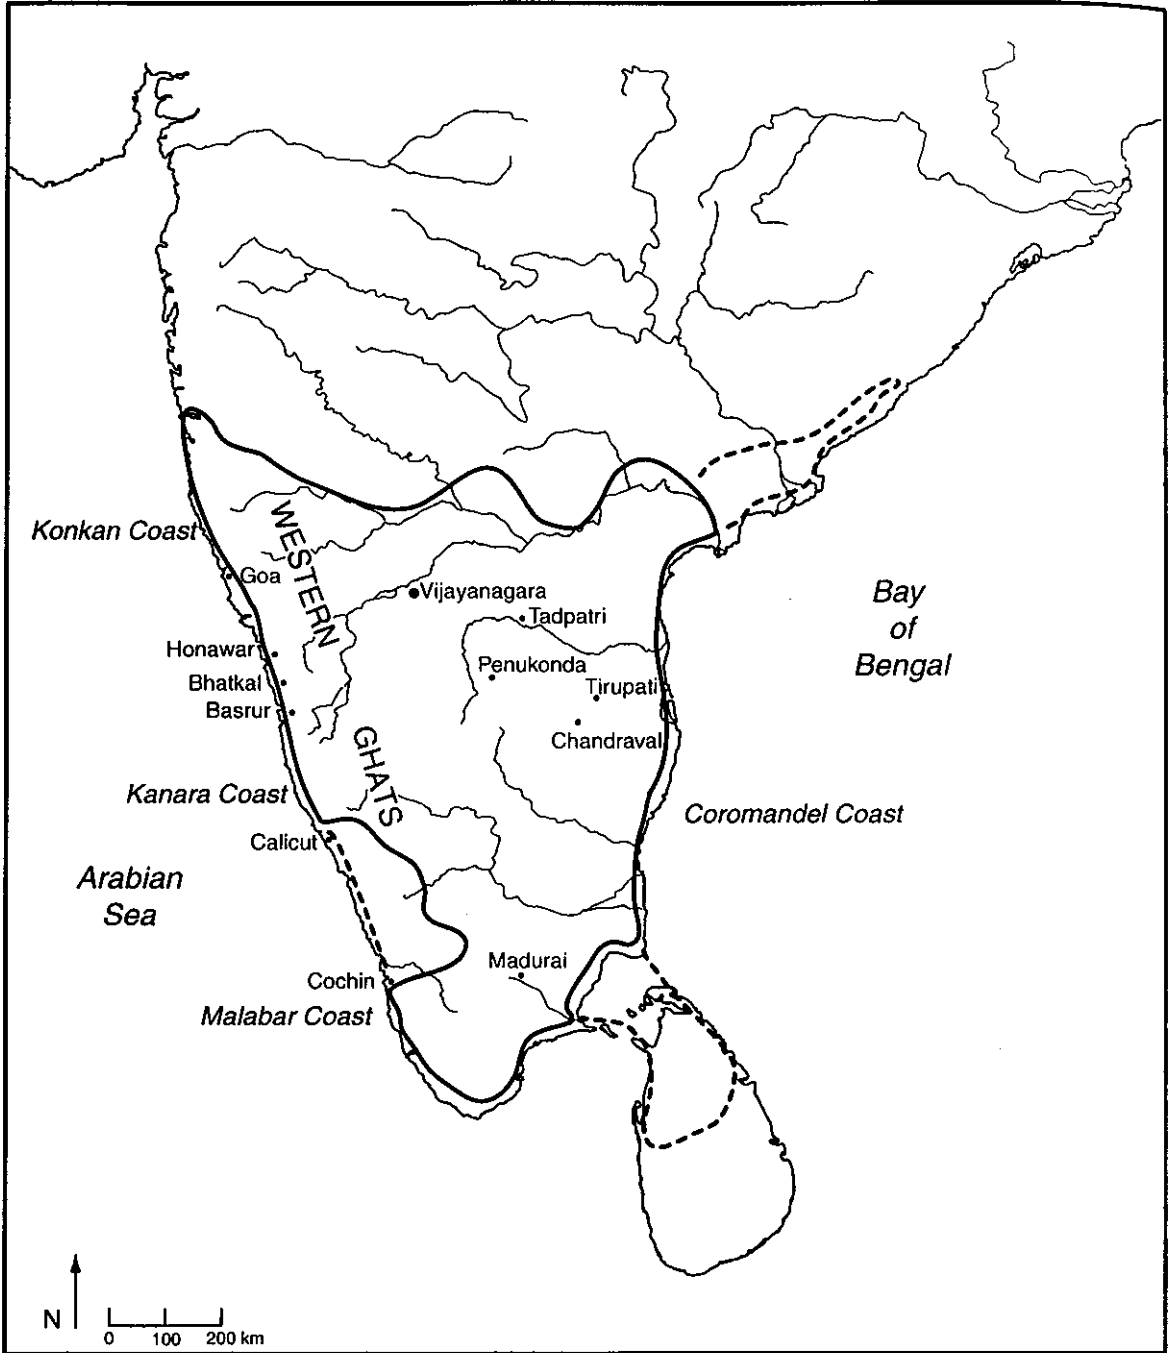 Konkan Coast
WESTERN
Goa
Vijayanagara
Bay
of
Bengal
Tadpatri
Honawar
Penukonda
Bhatkal
Tirupati
Basrur
Chandraval
GHATS
Kanara Coast
Coromandel Coast
Calicut
Arabian
Sea
Madurai
Cochin
Malabar Coast
N
0 100 200 km